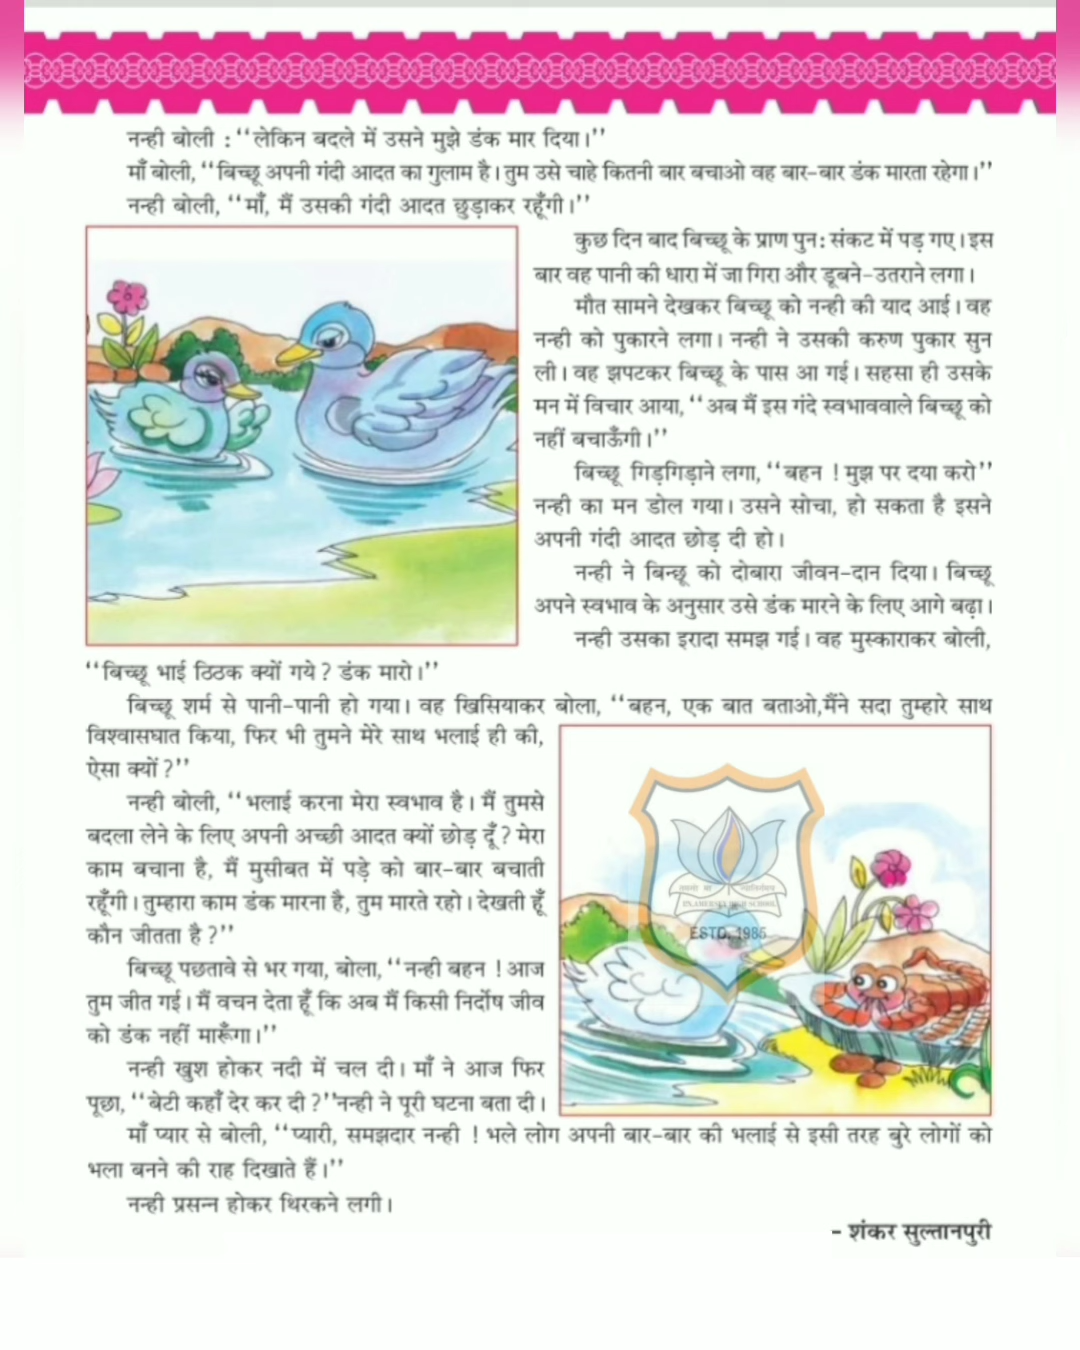 नन्ही बोली : ‘‘लेकिन बदले में उसने मुझे डंक मार दिया।’’
माँ बोली, ‘‘बिच्छू अपनी गंदी आदत का गुलाम है। तुम उसे चाहे कितनी बार बचाओ वह बार-बार डंक मारता रहेगा।’’
नन्ही बोली, ‘‘माँ, मैं उसकी गंदी आदत छुड़ाकर रहूँगी।’’
कुछ दिन बाद बिच्छू के प्राण पुन: संकट में पड़ गए। इस
बार वह पानी की धारा में जा गिरा और डूबने-उतराने लगा।
मौत सामने देखकर बिच्छू को नन्ही की याद आई। वह
नन्ही को पुकारने लगा। नन्ही ने उसकी करुण पुकार सुन
ली। वह झपटकर बिच्छू के पास आ गई। सहसा ही उसके
मन में विचार आया, ‘‘अब मैं इस गंदे स्वभाववाले बिच्छू को
नहीं बचाऊँगी।’’
बिच्छू गिड़गिड़ाने लगा, ‘‘बहन ! मुझ पर दया करो’’
नन्ही का मन डोल गया। उसने सोचा, हो सकता है इसने
अपनी गंदी आदत छोड़ दी हो।
नन्ही ने बिन्छू को दोबारा जीवन-दान दिया। बिच्छू
अपने स्वभाव के अनुसार उसे डंक मारने के लिए आगे बढ़ा।
नन्ही उसका इरादा समझ गई। वह मुस्काराकर बोली,
‘‘बिच्छू भाई ठिठक क्यों गये ? डंक मारो।’’
बिच्छू शर्म से पानी-पानी हो गया। वह खिसियाकर बोला, ‘‘बहन, एक बात बताओ,मैंने सदा तुम्हारे साथ
विश्वासघात किया, फिर भी तुमने मेरे साथ भलाई ही की,
ऐसा क्यों ?’’
नन्ही बोली, ‘‘भलाई करना मेरा स्वभाव है। मैं तुमसे
बदला लेने के लिए अपनी अच्छी आदत क्यों छोड़ दूँ ? मेरा
काम बचाना है, मैं मुसीबत में पड़े को बार-बार बचाती
रहूँगी। तुम्हारा काम डंक मारना है, तुम मारते रहो। देखती हूँ
कौन जीतता है ?’’
बिच्छू पछतावे से भर गया, बोला, ‘‘नन्ही बहन ! आज
तुम जीत गई। मैं वचन देता हूँ कि अब मैं किसी निर्दोष जीव
को डंक नहीं मारूँगा।’’
नन्ही खुश होकर नदी में चल दी। माँ ने आज फिर
पूछा, ‘‘बेटी कहाँ देर कर दी ?’’नन्ही ने पूरी घटना बता दी।
माँ प्यार से बोली, ‘‘प्यारी, समझदार नन्ही ! भले लोग अपनी बार-बार की भलाई से इसी तरह बुरे लोगों को
भला बनने की राह दिखाते हैं।’’
नन्ही प्रसन्न होकर थिरकने लगी।
- शंकर सुल्तानपुरी
SCHOOL
ESTD. 1985